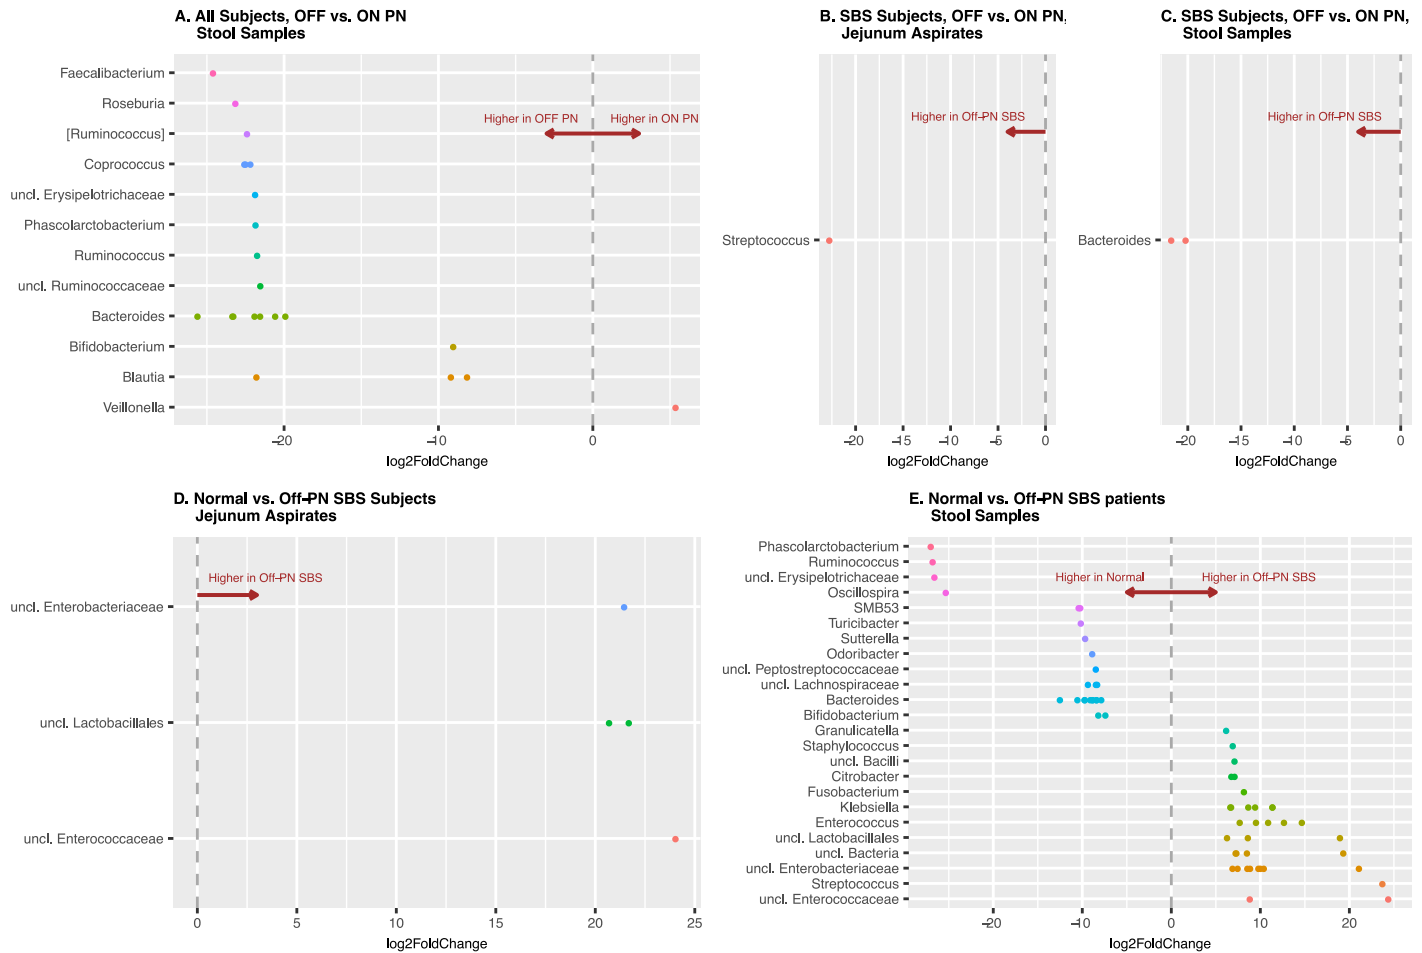 A. All Subjects, OFF vs. ON PN
Stool Samples
Faecalibacterium
Roseburia
[Ruminococcus]
Coprococcus
uncl. Erysipelotrichaceae
Phascolarctobacterium
Ruminococcus
uncl. Ruminococcaceae
Bacteroides
Bifidobacterium
Blautia
Veillonella
Higher in OFF PN
Higher in ON PN
−20
−10
0
log2FoldChange
B. SBS Subjects, OFF vs. ON PN,
Jejunum Aspirates
Higher in Off−PN SBS
Streptococcus
−20
−15
−10
−5
0
log2FoldChange
C. SBS Subjects, OFF vs. ON PN,
Stool Samples
Higher in Off−PN SBS
Bacteroides
−20
−15
−10
−5
0
log2FoldChange
D. Normal vs. Off−PN SBS Subjects
Jejunum Aspirates
Higher in Off−PN SBS
uncl. Enterobacteriaceae
uncl. Lactobacillales
uncl. Enterococcaceae
0
5
10
15
20
25
log2FoldChange
E. Normal vs. Off−PN SBS patients
Stool Samples
Phascolarctobacterium
Ruminococcus
uncl. Erysipelotrichaceae
Oscillospira
SMB53
Turicibacter
Sutterella
Odoribacter
uncl. Peptostreptococcaceae
uncl. Lachnospiraceae
Bacteroides
Bifidobacterium
Granulicatella
Staphylococcus
uncl. Bacilli
Citrobacter
Fusobacterium
Klebsiella
Enterococcus
uncl. Lactobacillales
uncl. Bacteria
uncl. Enterobacteriaceae
Streptococcus
uncl. Enterococcaceae
Higher in Normal
Higher in Off−PN SBS
−20
−10
0
10
20
log2FoldChange